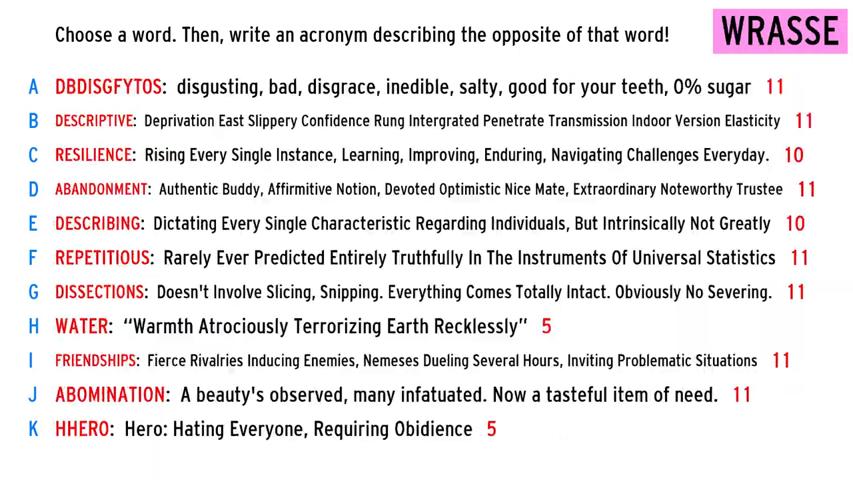 Choose a word. Then, write an acronym describing the opposite of that word!
WRASSE
A DBDISGFYTOS: disgusting, bad, disgrace, inedible, salty, good for your teeth, 0% sugar 11
B DESCRIPTIVE: Deprivation East Slippery Confidence Rung Intergrated Penetrate Transmission Indoor Version Elasticity 11
C RESILIENCE: Rising Every Single Instance, Learning, Improving, Enduring, Navigating Challenges Everyday. 10
D ABANDONMENT: Authentic Buddy, Affirmitive Notion, Devoted Optimistic Nice Mate, Extraordinary Noteworthy Trustee 11
E DESCRIBING: Dictating Every Single Characteristic Regarding Individuals, But Intrinsically Not Greatly 10
F REPETITIOUS: Rarely Ever Predicted Entirely Truthfully In The Instruments Of Universal Statistics 11
G DISSECTIONS: Doesn't Involve Slicing, Snipping. Everything Comes Totally Intact. Obviously No Severing. 11
H WATER: “Warmth Atrociously Terrorizing Earth Recklessly” 5
I FRIENDSHIPS: Fierce Rivalries Inducing Enemies, Nemeses Dueling Several Hours, Inviting Problematic Situations 11
J ABOMINATION: A beauty's observed, many infatuated. Now a tasteful item of need. 11
K HHERO: Hero: Hating Everyone, Requiring Obidience 5